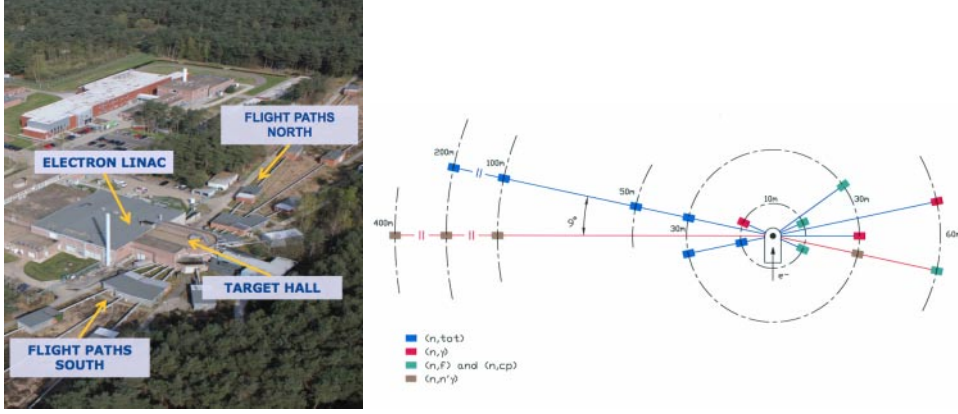 FLIGHT PATHS
NORTH
ELECTRON LINAC
TARGET HALL
FLIGHT PATHS
SOUTH
200m
100m
50m
30m
400m
9°
10m
30m
60m
e⁻
(n,tot)
(n,γ)
(n,f) and (n,cp)
(n,n'γ)